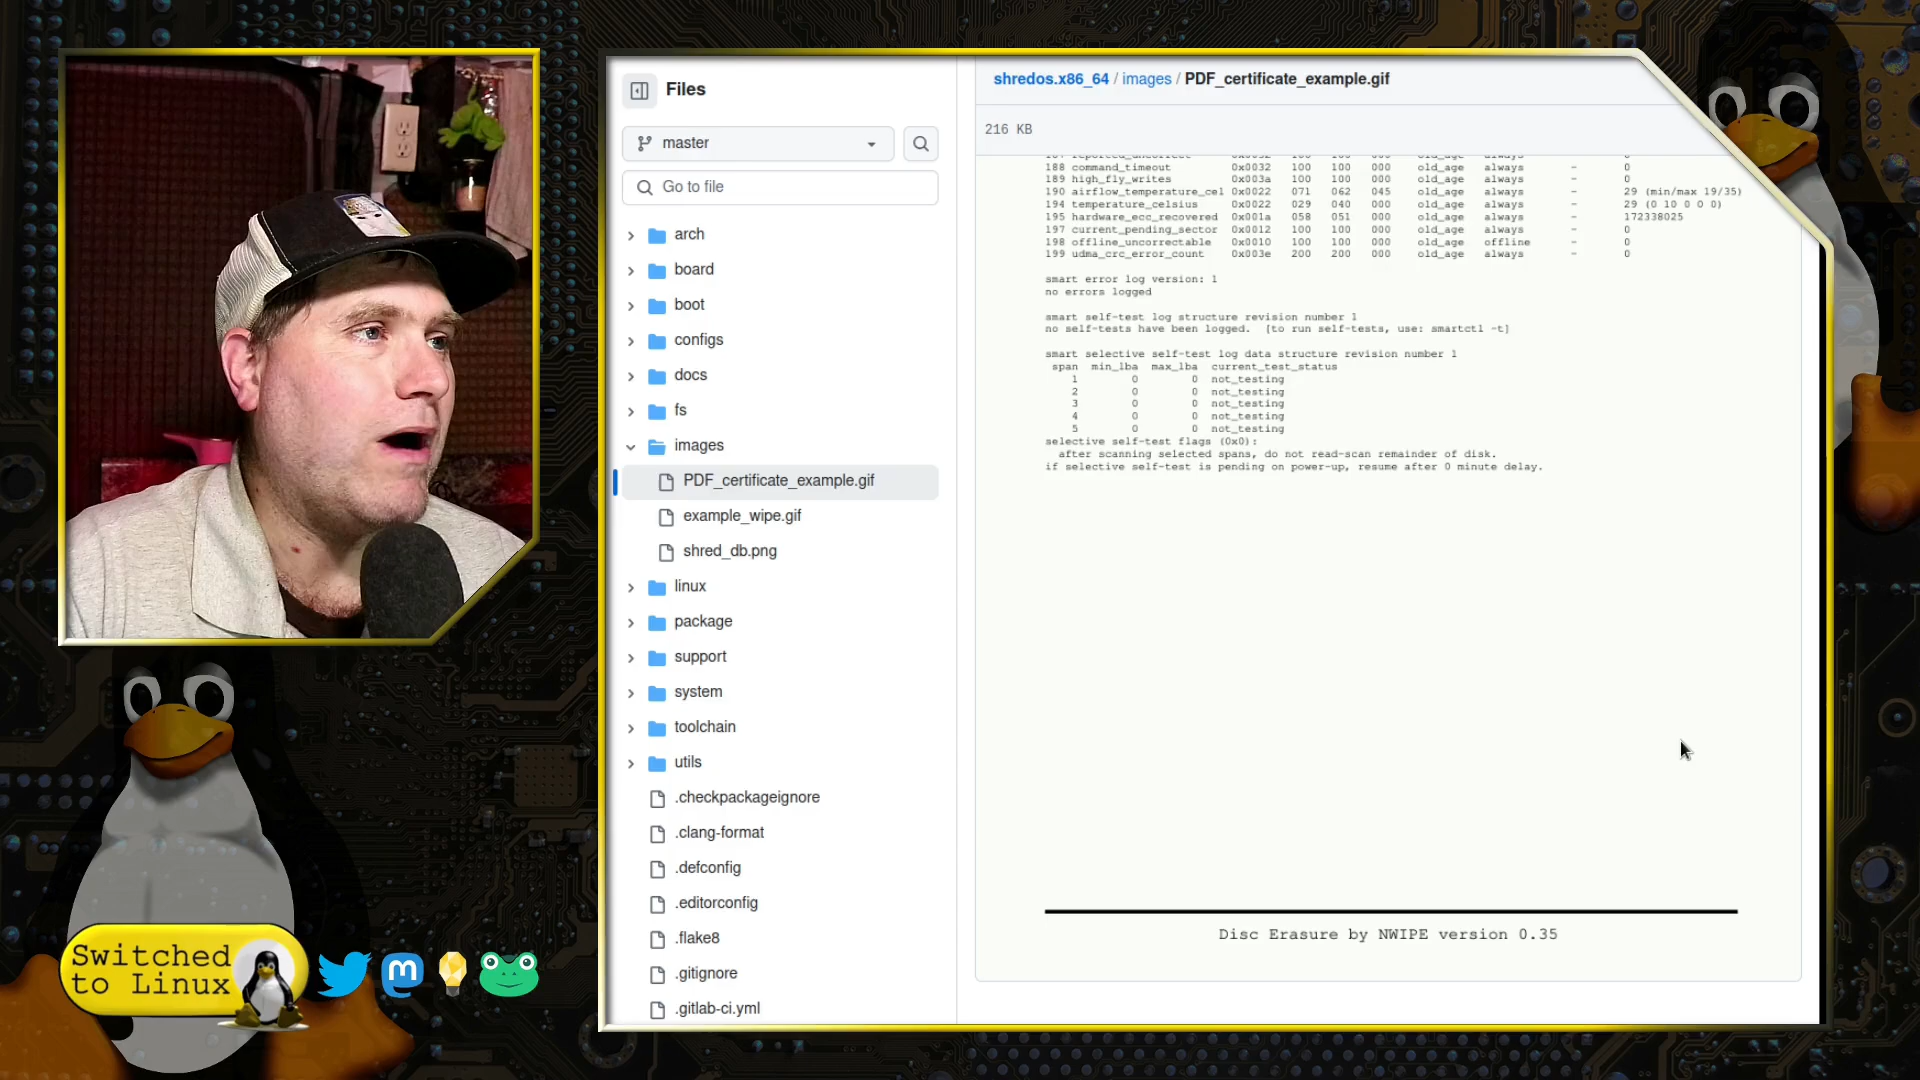 Files
master
Go to file
arch
board
boot
configs
docs
fs
images
PDF_certificate_example.gif
example_wipe.gif
shred_db.png
linux
package
support
system
toolchain
utils
.checkpackageignore
.clang-format
.defconfig
.editorconfig
.flake8
.gitignore
.gitlab-ci.yml
shredos.x86_64 / images / PDF_certificate_example.gif
216 KB
188 command_timeout 0x0032 100 100 000 old_age always - 0
189 high_fly_writes 0x003a 100 100 000 old_age always - 0
190 airflow_temperature_cel 0x0022 071 062 045 old_age always - 29 (min/max 19/35)
194 temperature_celsius 0x0022 029 040 000 old_age always - 29 (0 10 0 0 0)
195 hardware_ecc_recovered 0x001a 058 051 000 old_age always - 172338025
197 current_pending_sector 0x0012 100 100 000 old_age always - 0
198 offline_uncorrectable 0x0010 100 100 000 old_age offline - 0
199 udma_crc_error_count 0x003e 200 200 000 old_age always - 0
smart error log version: 1
no errors logged
smart self-test log structure revision number 1
no self-tests have been logged. [to run self-tests, use: smartctl -t]
smart selective self-test log data structure revision number 1
span min_lba max_lba current_test_status
1 0 0 not_testing
2 0 0 not_testing
3 0 0 not_testing
4 0 0 not_testing
5 0 0 not_testing
selective self-test flags (0x0):
after scanning selected spans, do not read-scan remainder of disk.
if selective self-test is pending on power-up, resume after 0 minute delay.
Disc Erasure by NWIPE version 0.35
Switched
to Linux